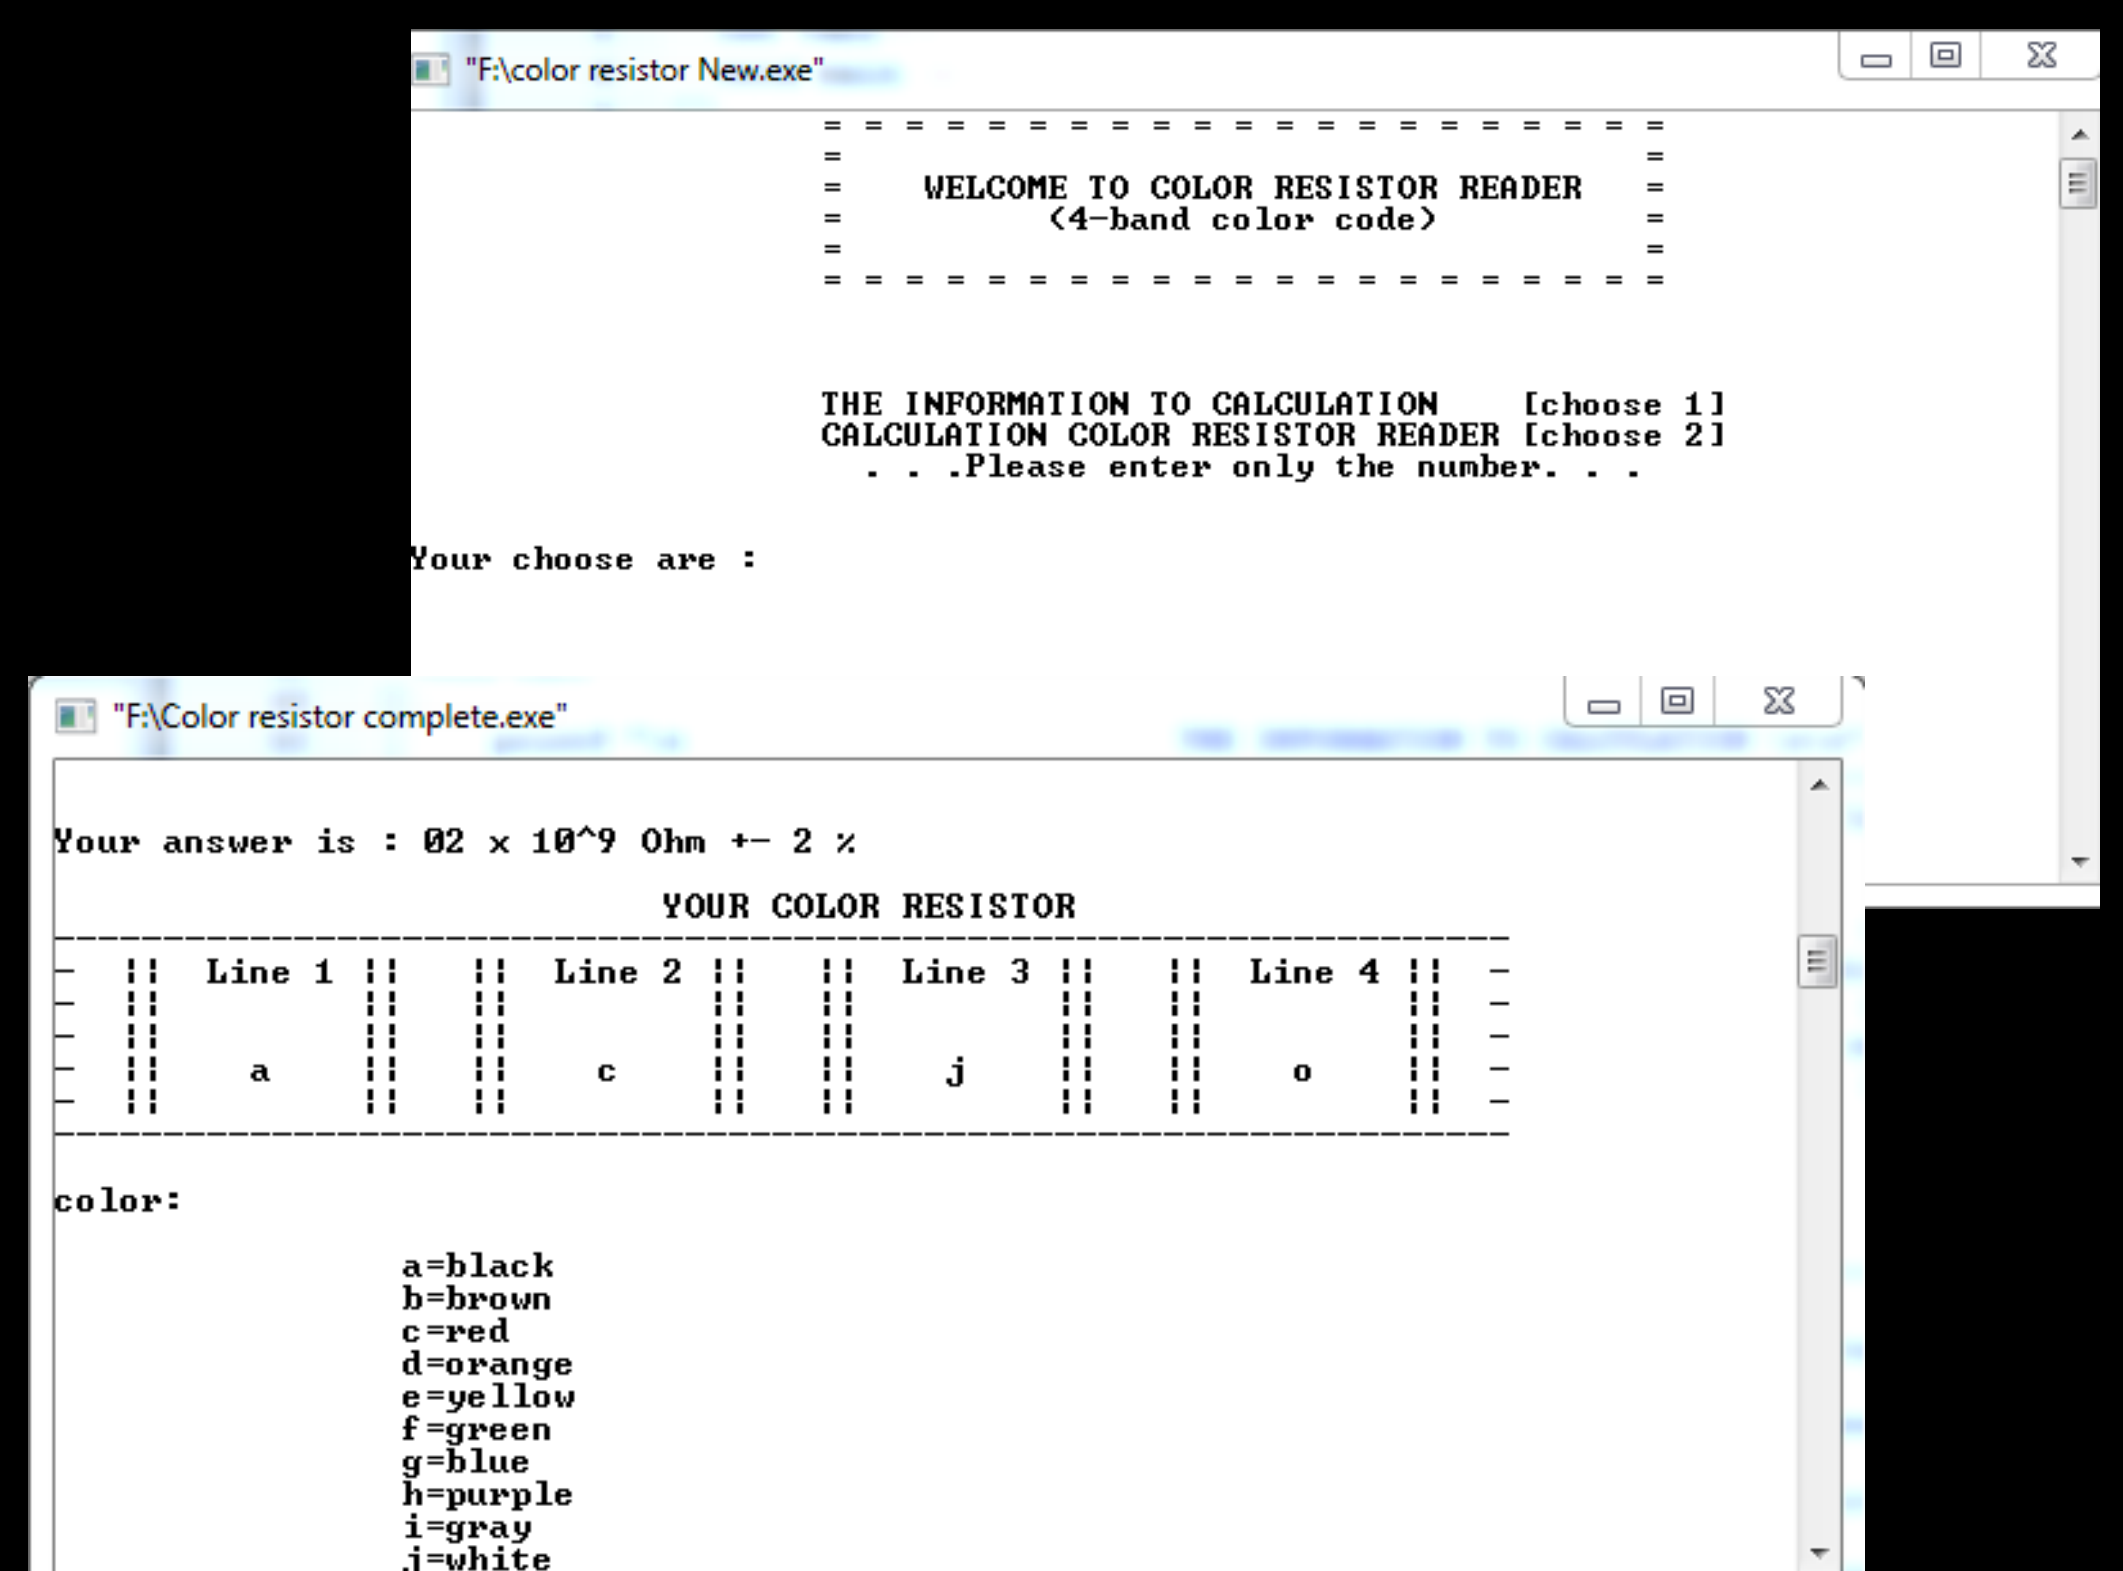 "F:\color resistor New.exe"
= = = = = = = = = = = = = = = = = = = = =
= =
= WELCOME TO COLOR RESISTOR READER =
= (4-band color code) =
= =
= = = = = = = = = = = = = = = = = = = = =
THE INFORMATION TO CALCULATION [choose 1]
CALCULATION COLOR RESISTOR READER [choose 2]
. . .Please enter only the number. . .
Your choose are :
"F:\Color resistor complete.exe"
Your answer is : 02 x 10^9 Ohm +- 2 %
YOUR COLOR RESISTOR
-------------------------------------------------------------------
- || Line 1 || || Line 2 || || Line 3 || || Line 4 || -
- || || || || || || || || -
- || || || || || || || || -
- || a || || c || || j || || o || -
- || || || || || || || || -
-------------------------------------------------------------------
color:
a=black
b=brown
c=red
d=orange
e=yellow
f=green
g=blue
h=purple
i=gray
j=white